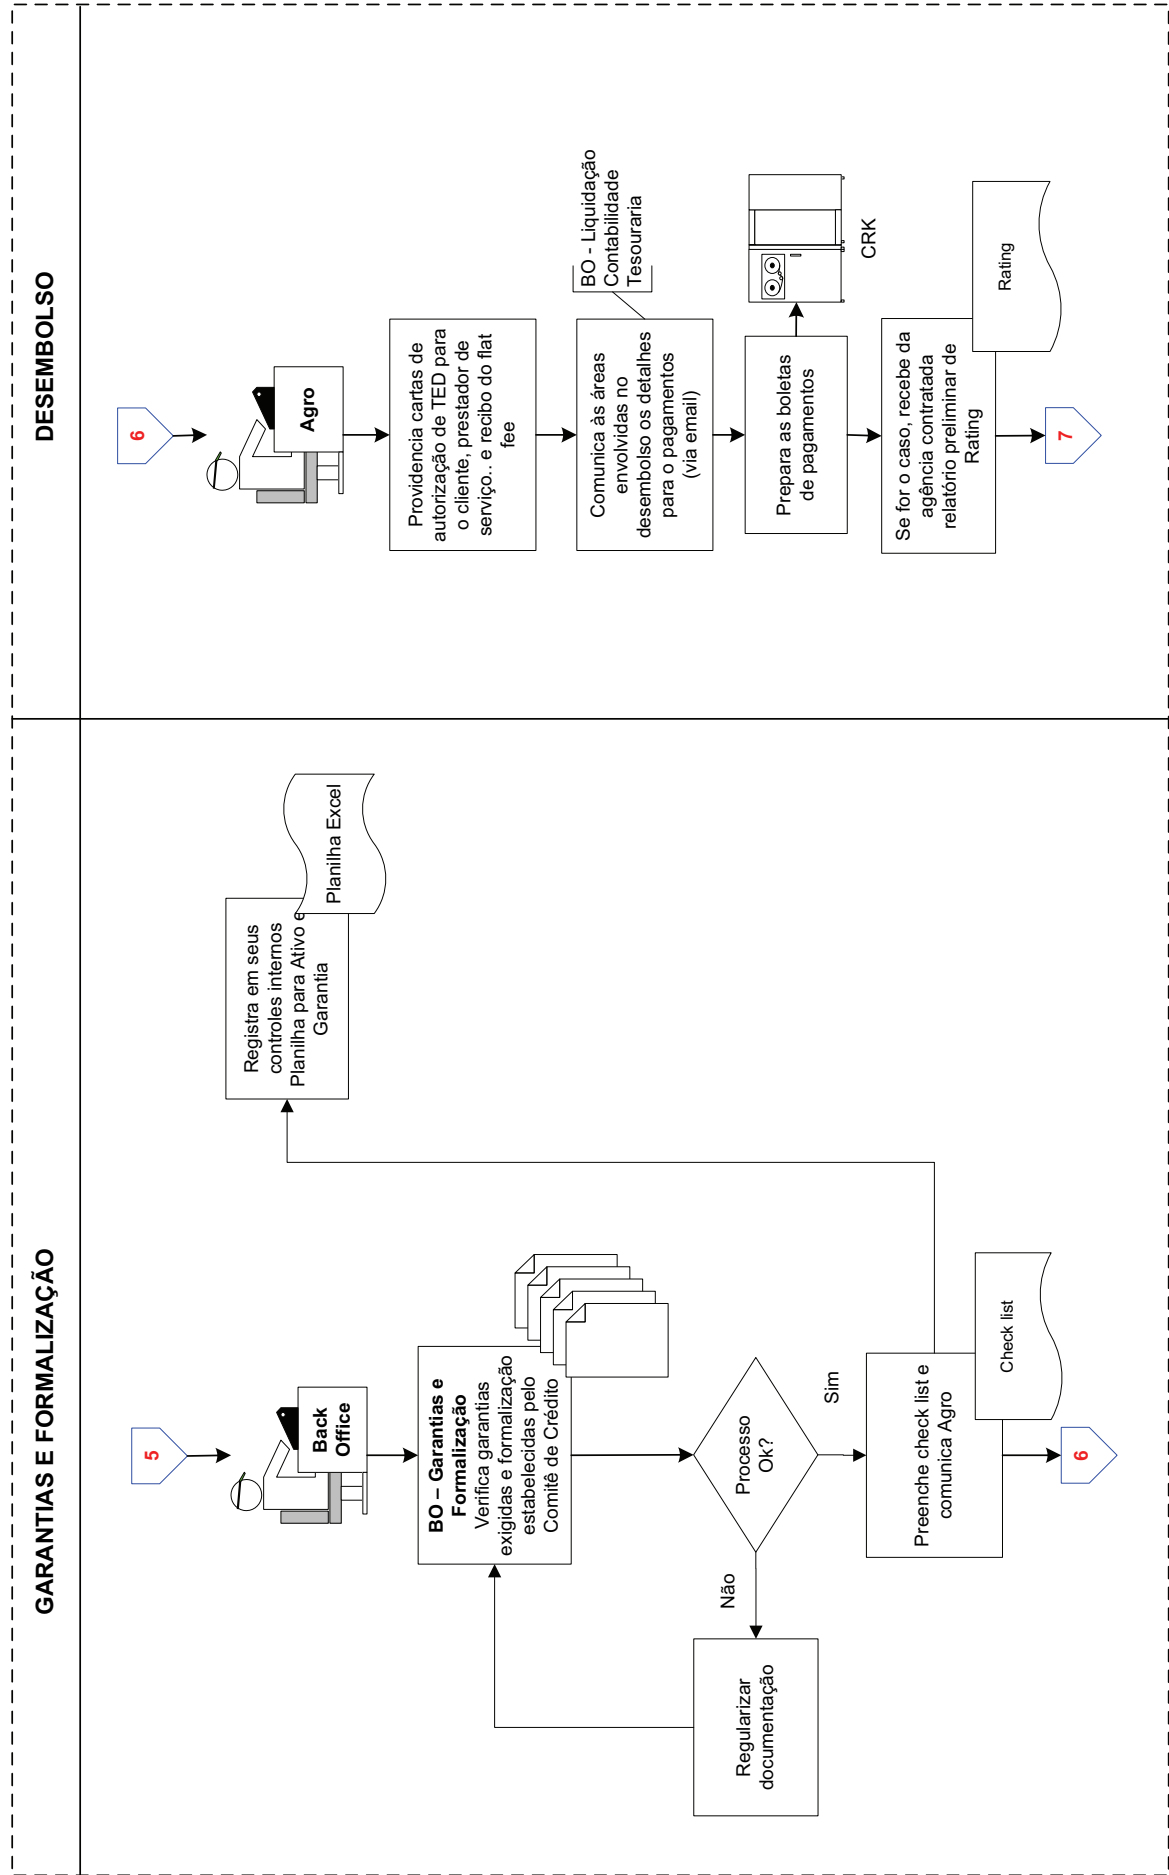 GARANTIAS E FORMALIZAÇÃO
5
Back
Office
BO – Garantias e
Formalização
Verifica garantias
exigidas e formalização
estabelecidas pelo
Comitê de Crédito
Processo
Ok?
Não
Sim
Regularizar
documentação
Preenche check list e
comunica Agro
Check list
6
Registra em seus
controles internos
Planilha para Ativo e
Garantia
Planilha Excel
DESEMBOLSO
6
Agro
Providencia cartas de
autorização de TED para
o cliente, prestador de
serviço.. e recibo do flat
fee
Comunica às áreas
envolvidas no
desembolso os detalhes
para o pagamentos
(via email)
BO - Liquidação
Contabilidade
Tesouraria
Prepara as boletas
de pagamentos
CRK
Se for o caso, recebe da
agência contratada
relatório preliminar de
Rating
Rating
7